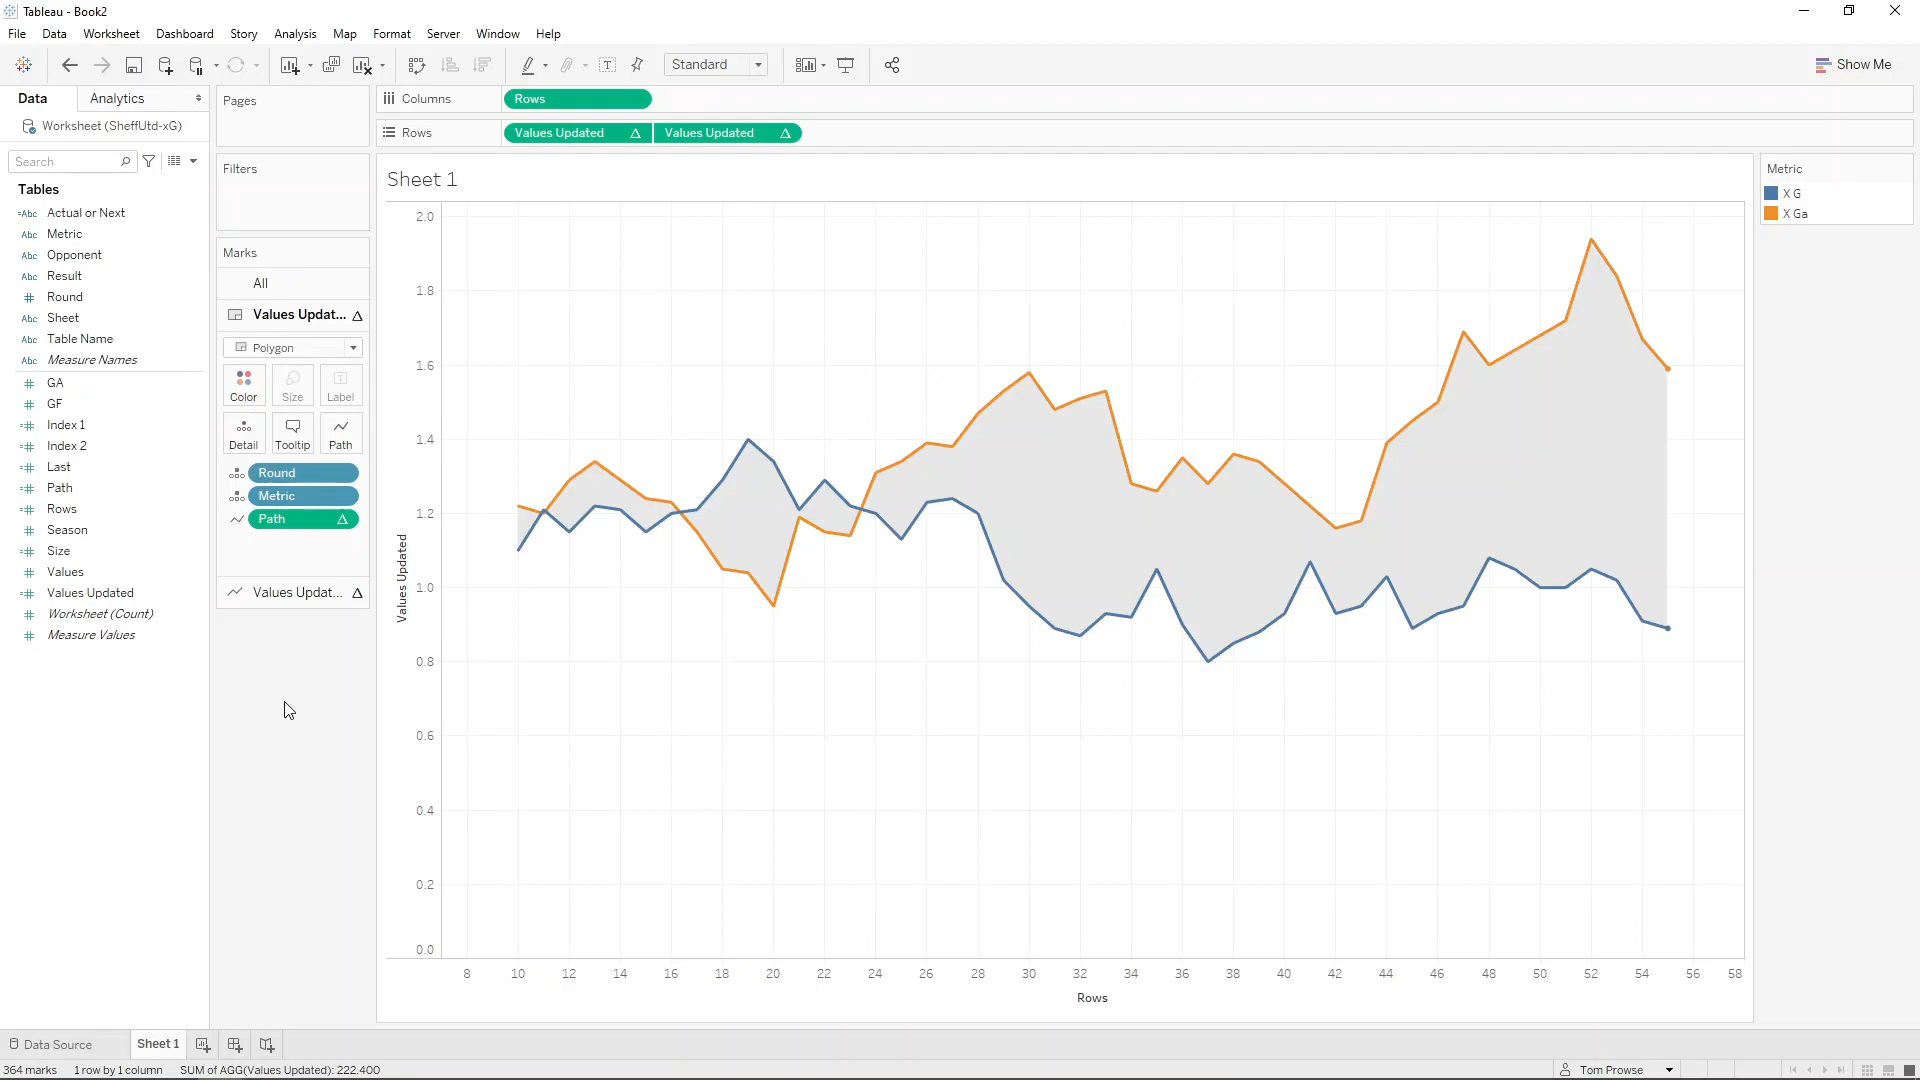 Tableau - Book2
File Data Worksheet Dashboard Story Analysis Map Format Server Window Help
Standard
Show Me
Data Analytics
Worksheet (SheffUtd-xG)
Search
Tables
=Abc Actual or Next
Abc Metric
Abc Opponent
Abc Result
# Round
Abc Sheet
Abc Table Name
Abc Measure Names
# GA
# GF
=# Index 1
=# Index 2
=# Last
=# Path
=# Rows
=# Season
=# Size
# Values
=# Values Updated
# Worksheet (Count)
# Measure Values
Pages
Filters
Marks
All
Values Updat... △
Polygon
Color Size Label
Detail Tooltip Path
Round
Metric
Path △
Values Updat... △
Columns Rows
Rows Values Updated △ Values Updated △
Sheet 1
2.0
1.8
1.6
1.4
1.2
1.0
0.8
0.6
0.4
0.2
0.0
Values Updated
8 10 12 14 16 18 20 22 24 26 28 30 32 34 36 38 40 42 44 46 48 50 52 54 56 58
Rows
Metric
X G
X Ga
Data Source Sheet 1
364 marks 1 row by 1 column SUM of AGG(Values Updated): 222.400
Tom Prowse